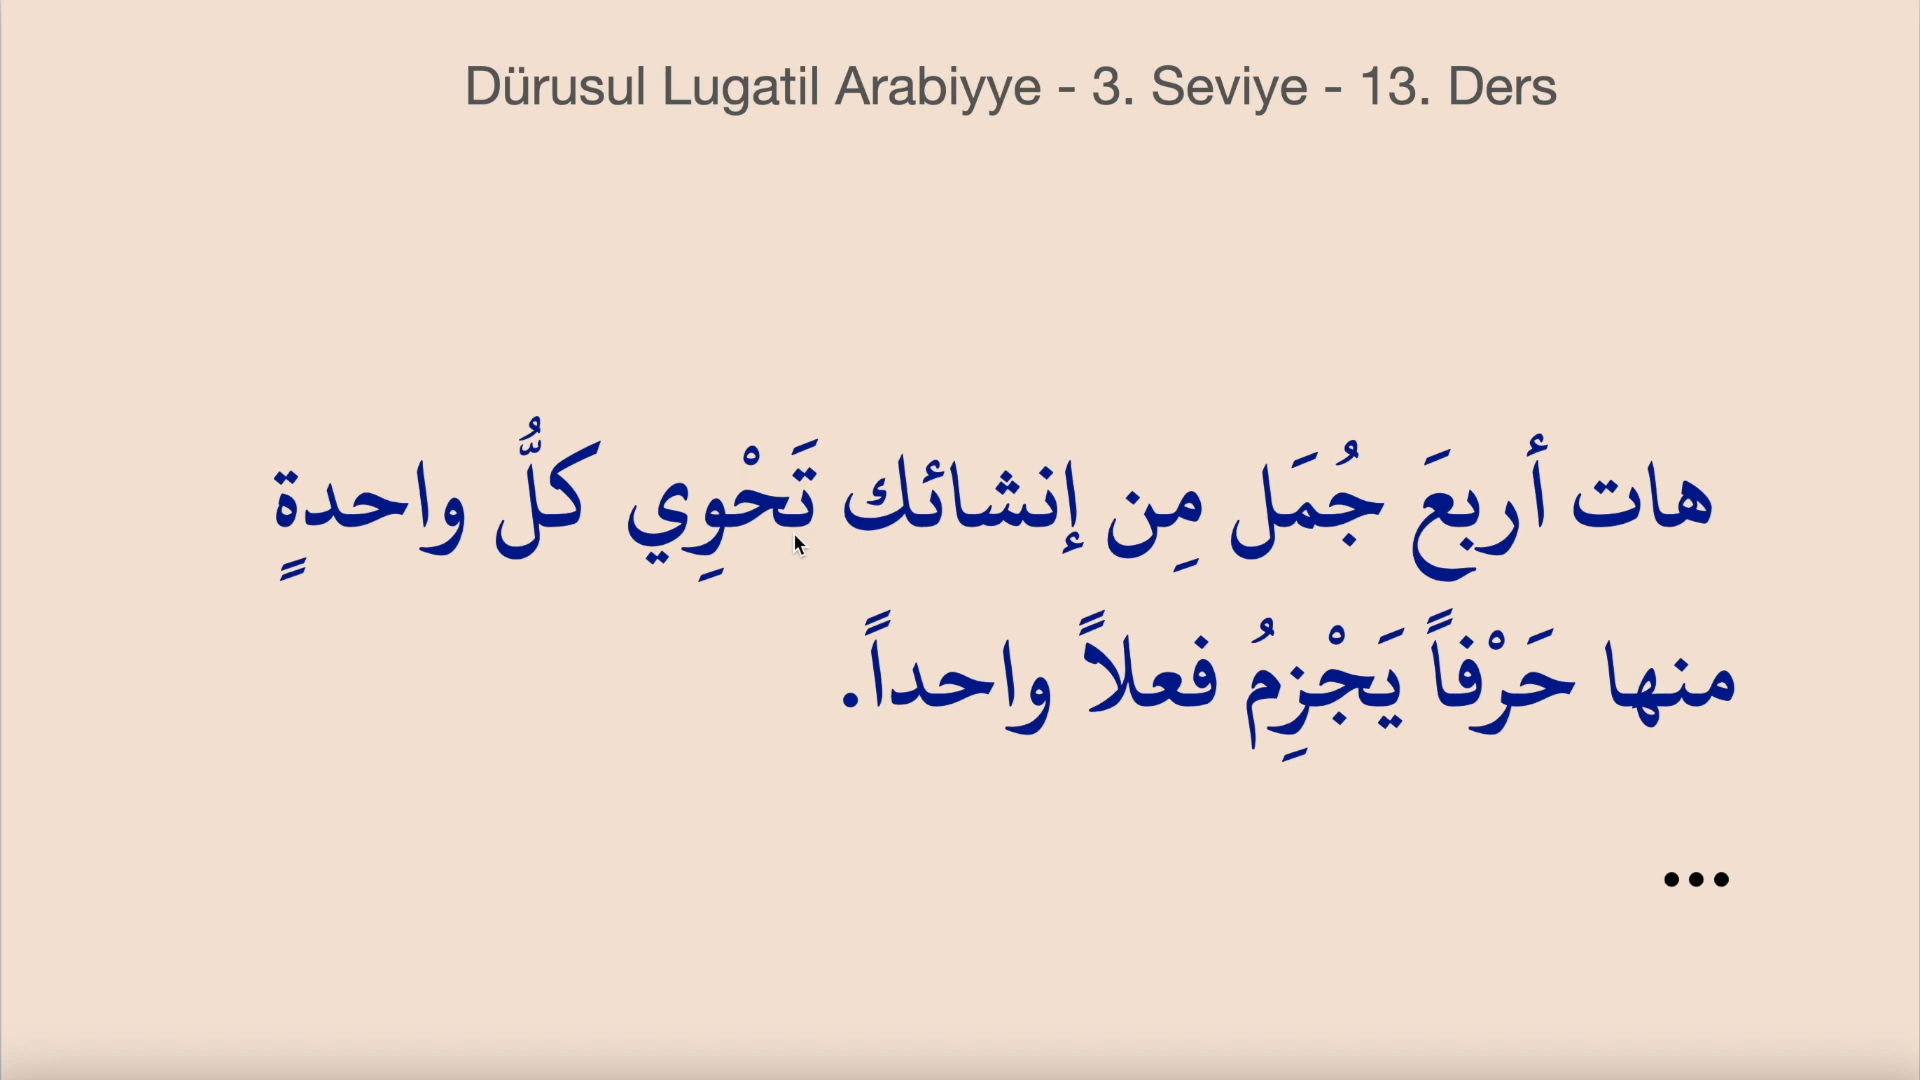 Dürusul Lugatil Arabiyye - 3. Seviye - 13. Ders
هات أربعَ جُمَل مِن إنشائك تَحْوِي كلُّ واحدةٍ
منها حَرْفاً يَجْزِمُ فعلاً واحداً.
...